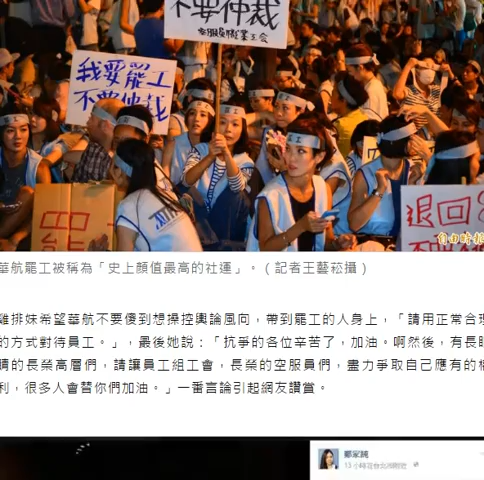 不要仲裁
空服員職業工會
我要罷工
不要仲裁
罷
退回
自由時報
華航罷工被稱為「史上顏值最高的社運」。(記者王藝菘攝)
雞排妹希望華航不要傻到想操控輿論風向，帶到罷工的人身上，「請用正常合理
的方式對待員工。」，最後她說：「抗爭的各位辛苦了，加油。啊然後，有長眼
睛的長榮高層們，請讓員工組工會，長榮的空服員們，盡力爭取自己應有的權
利，很多人會替你們加油。」一番言論引起網友讚賞。
鄭家純